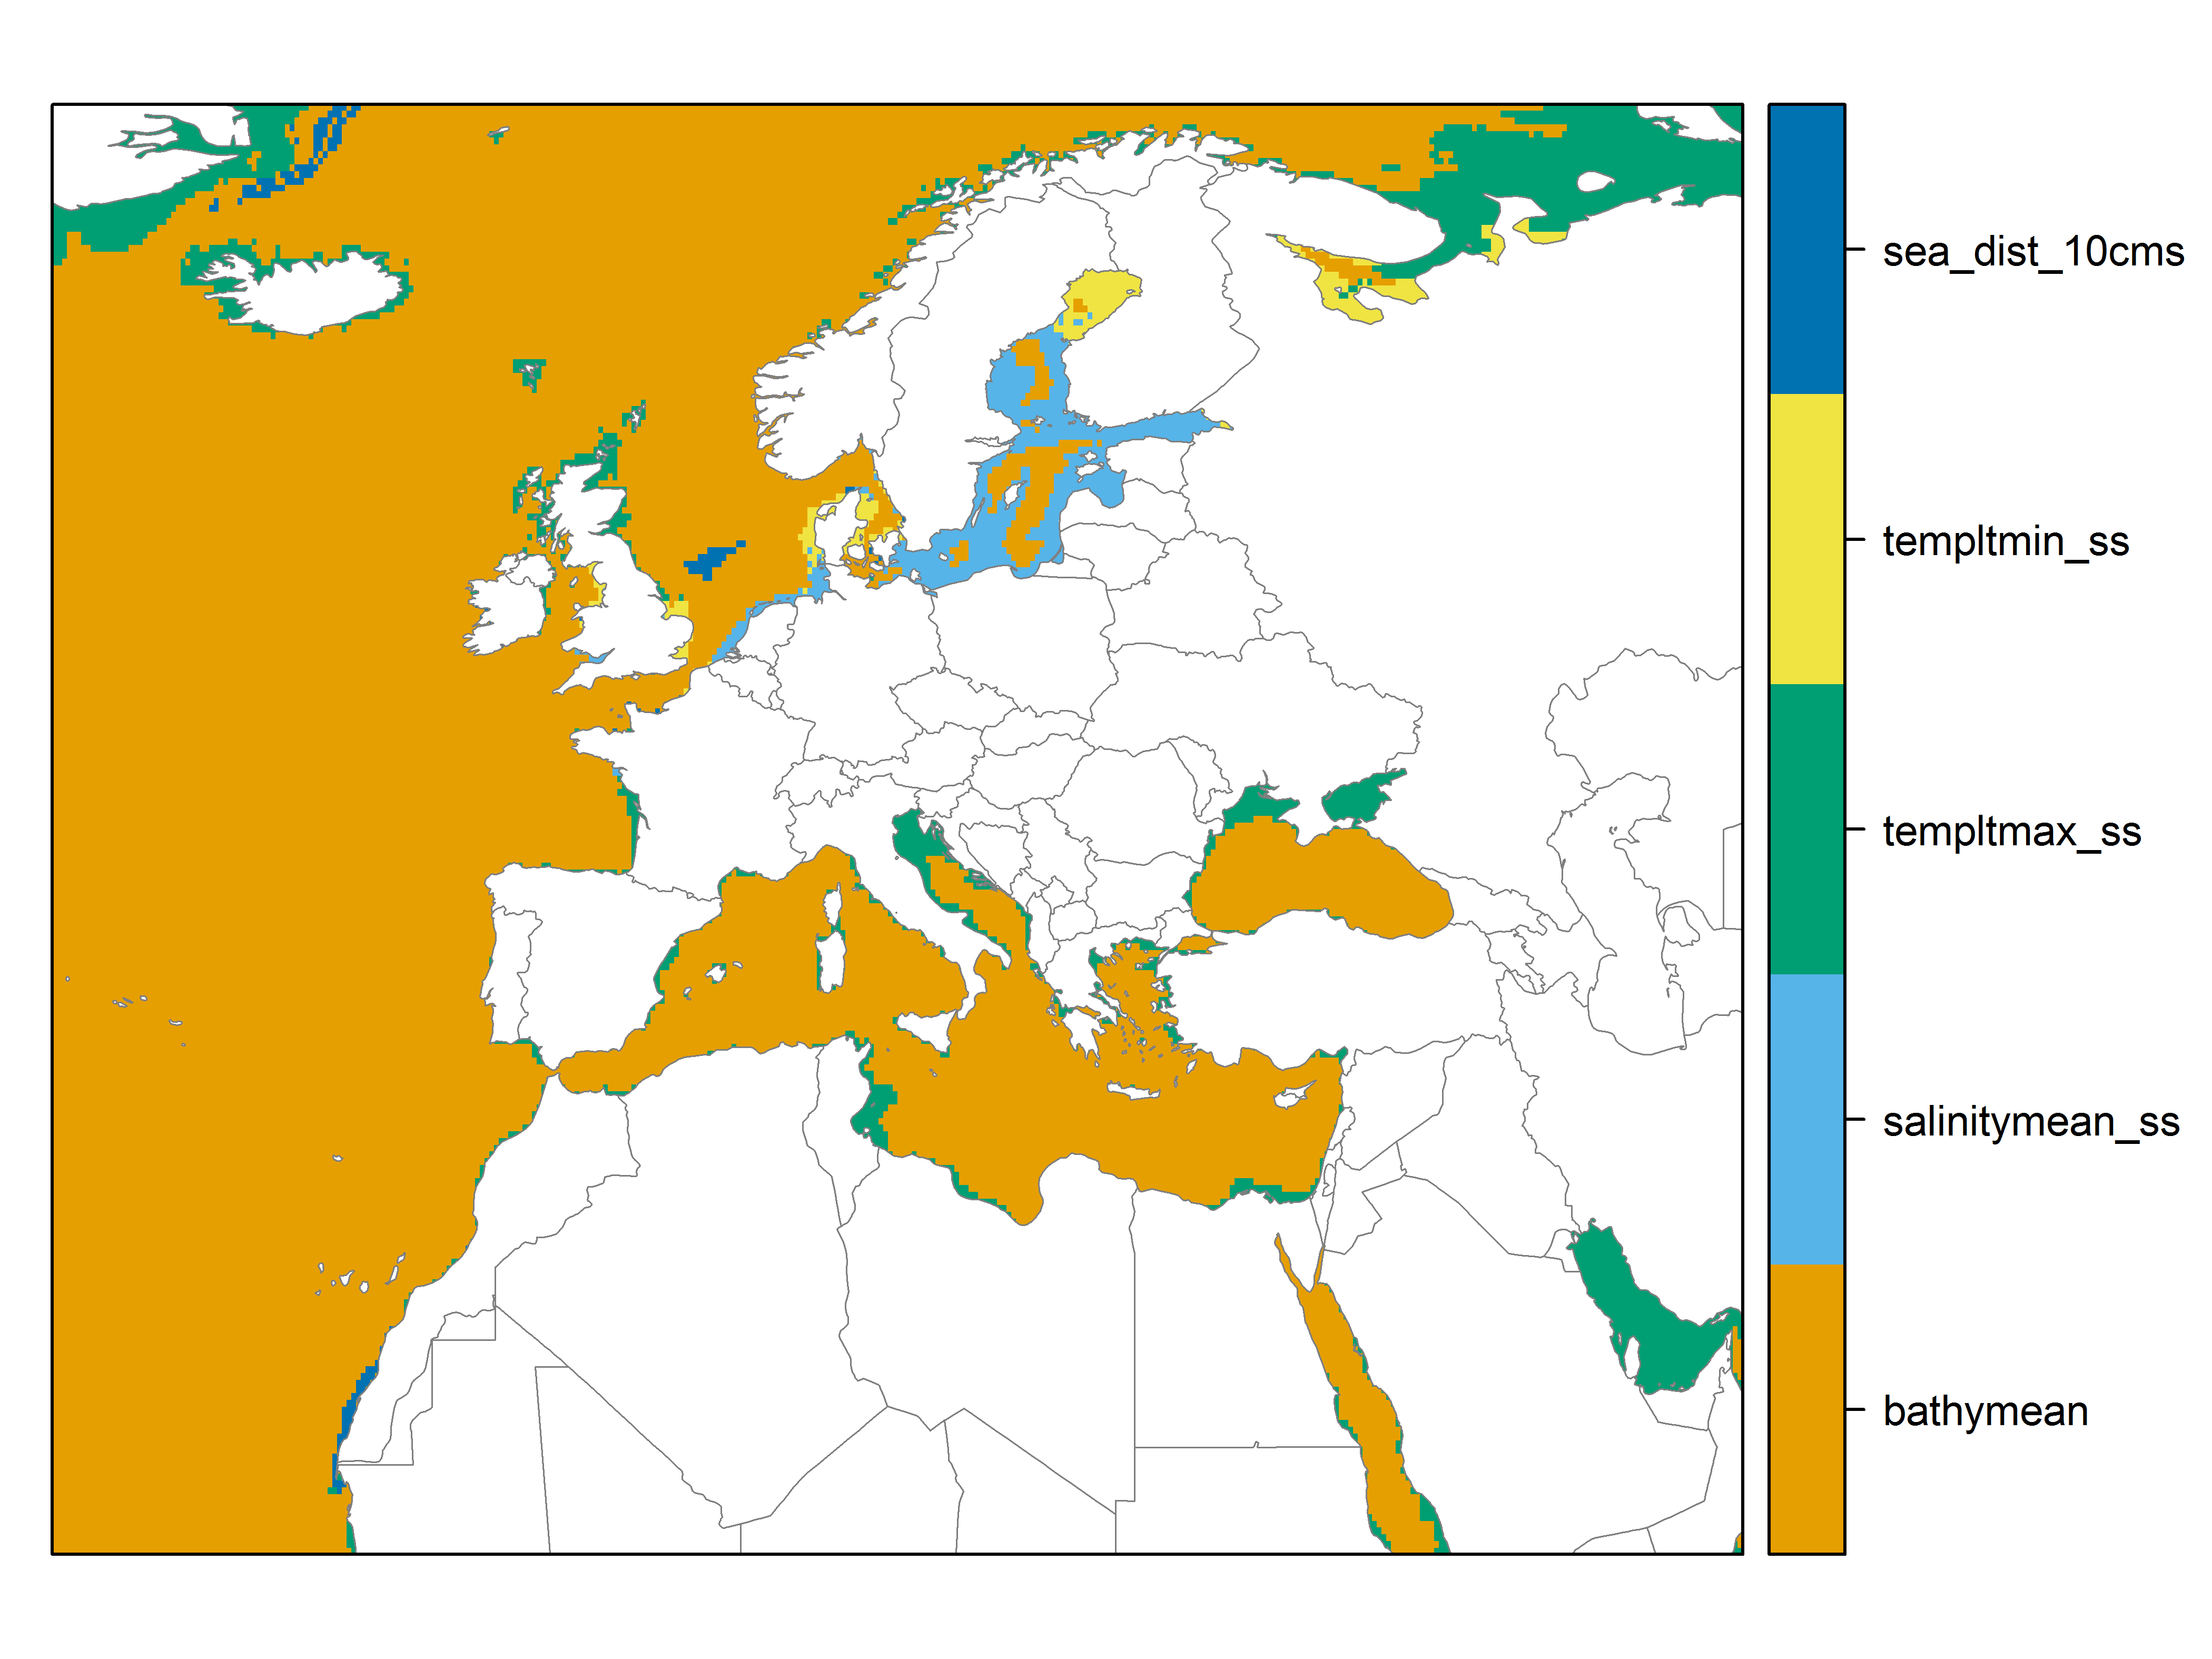 sea_dist_10cms
templtmin_ss
templtmax_ss
salinitymean_ss
bathymean